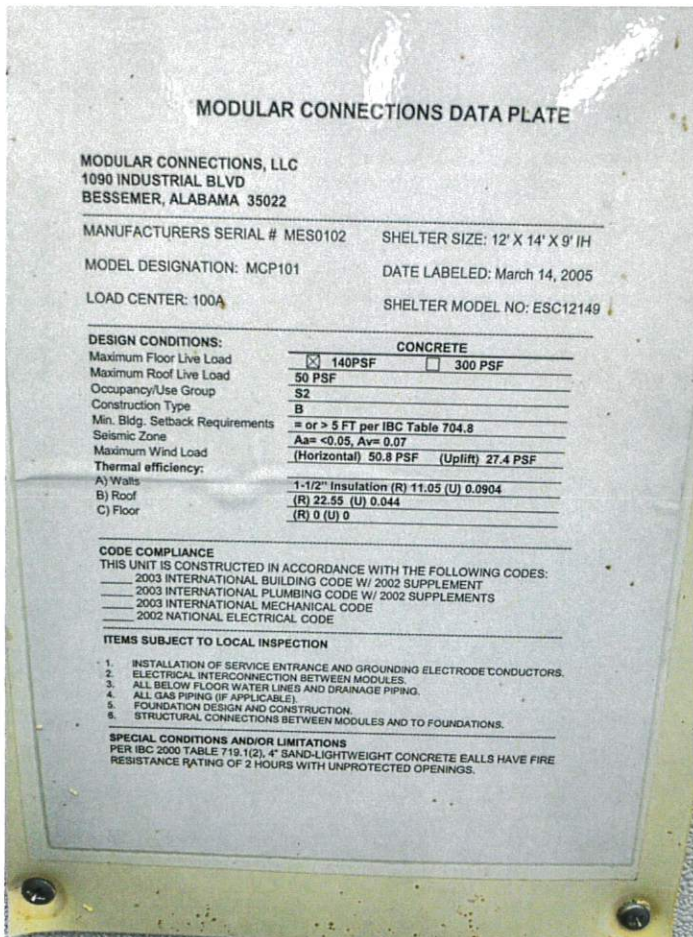 MODULAR CONNECTIONS DATA PLATE
MODULAR CONNECTIONS, LLC
1090 INDUSTRIAL BLVD
BESSEMER, ALABAMA 35022
MANUFACTURERS SERIAL # MES0102 SHELTER SIZE: 12' X 14' X 9' IH
MODEL DESIGNATION: MCP101 DATE LABELED: March 14, 2005
LOAD CENTER: 100A SHELTER MODEL NO: ESC12149
DESIGN CONDITIONS: CONCRETE
Maximum Floor Live Load ☒ 140PSF ☐ 300 PSF
Maximum Roof Live Load 50 PSF
Occupancy/Use Group S2
Construction Type B
Min. Bldg. Setback Requirements = or > 5 FT per IBC Table 704.8
Seismic Zone Aa= <0.05, Av= 0.07
Maximum Wind Load (Horizontal) 50.8 PSF (Uplift) 27.4 PSF
Thermal efficiency:
A) Walls 1-1/2" Insulation (R) 11.05 (U) 0.0904
B) Roof (R) 22.55 (U) 0.044
C) Floor (R) 0 (U) 0
CODE COMPLIANCE
THIS UNIT IS CONSTRUCTED IN ACCORDANCE WITH THE FOLLOWING CODES:
____ 2003 INTERNATIONAL BUILDING CODE W/ 2002 SUPPLEMENT
____ 2003 INTERNATIONAL PLUMBING CODE W/ 2002 SUPPLEMENTS
____ 2003 INTERNATIONAL MECHANICAL CODE
____ 2002 NATIONAL ELECTRICAL CODE
ITEMS SUBJECT TO LOCAL INSPECTION
1. INSTALLATION OF SERVICE ENTRANCE AND GROUNDING ELECTRODE CONDUCTORS.
2. ELECTRICAL INTERCONNECTION BETWEEN MODULES.
3. ALL BELOW FLOOR WATER LINES AND DRAINAGE PIPING.
4. ALL GAS PIPING (IF APPLICABLE).
5. FOUNDATION DESIGN AND CONSTRUCTION.
6. STRUCTURAL CONNECTIONS BETWEEN MODULES AND TO FOUNDATIONS.
SPECIAL CONDITIONS AND/OR LIMITATIONS
PER IBC 2000 TABLE 719.1(2), 4" SAND-LIGHTWEIGHT CONCRETE EALLS HAVE FIRE
RESISTANCE RATING OF 2 HOURS WITH UNPROTECTED OPENINGS.